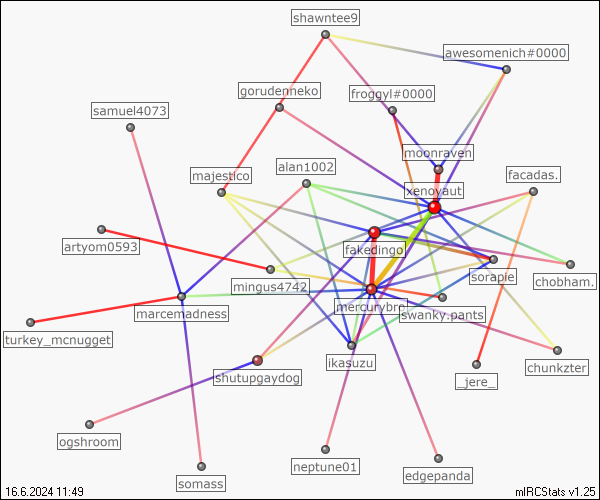 shawntee9
awesomenich#0000
gorudenneko
froggyl#0000
samuel4073
moonraven
alan1002
majestico
facadas.
xenoyaut
artyom0593
fakedingo
sorapie
chobham.
mingus4742
mercurybro
swanky.pants
marcemadness
turkey_mcnugget
ikasuzu
chunkzter
shutupgaydog
_jere_
ogshroom
neptune01
edgepanda
somass
16.6.2024 11:49
mIRCStats v1.25